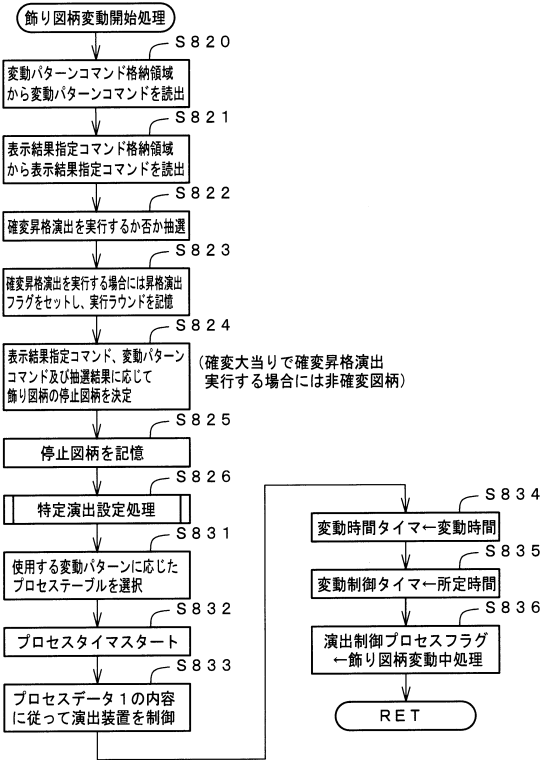 飾り図柄変動開始処理
S820
変動パターンコマンド格納領域
から変動パターンコマンドを読出
S821
表示結果指定コマンド格納領域
から表示結果指定コマンドを読出
S822
確変昇格演出を実行するか否か抽選
S823
確変昇格演出を実行する場合には昇格演出
フラグをセットし、実行ラウンドを記憶
S824
表示結果指定コマンド、変動パターン
コマンド及び抽選結果に応じて
飾り図柄の停止図柄を決定
(確変大当りで確変昇格演出
実行する場合には非確変図柄)
S825
停止図柄を記憶
S826
特定演出設定処理
S831
使用する変動パターンに応じた
プロセステーブルを選択
S832
プロセスタイマスタート
S833
プロセスデータ1の内容
に従って演出装置を制御
S834
変動時間タイマ←変動時間
S835
変動制御タイマ←所定時間
S836
演出制御プロセスフラグ
←飾り図柄変動中処理
RET